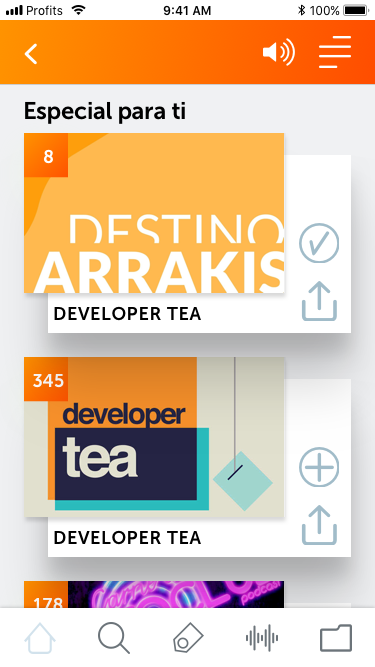 Profits 9:41 AM 100%
Especial para ti
8
DESTINO
ARRAKIS
DEVELOPER TEA
345
developer
tea
DEVELOPER TEA
178
podcast